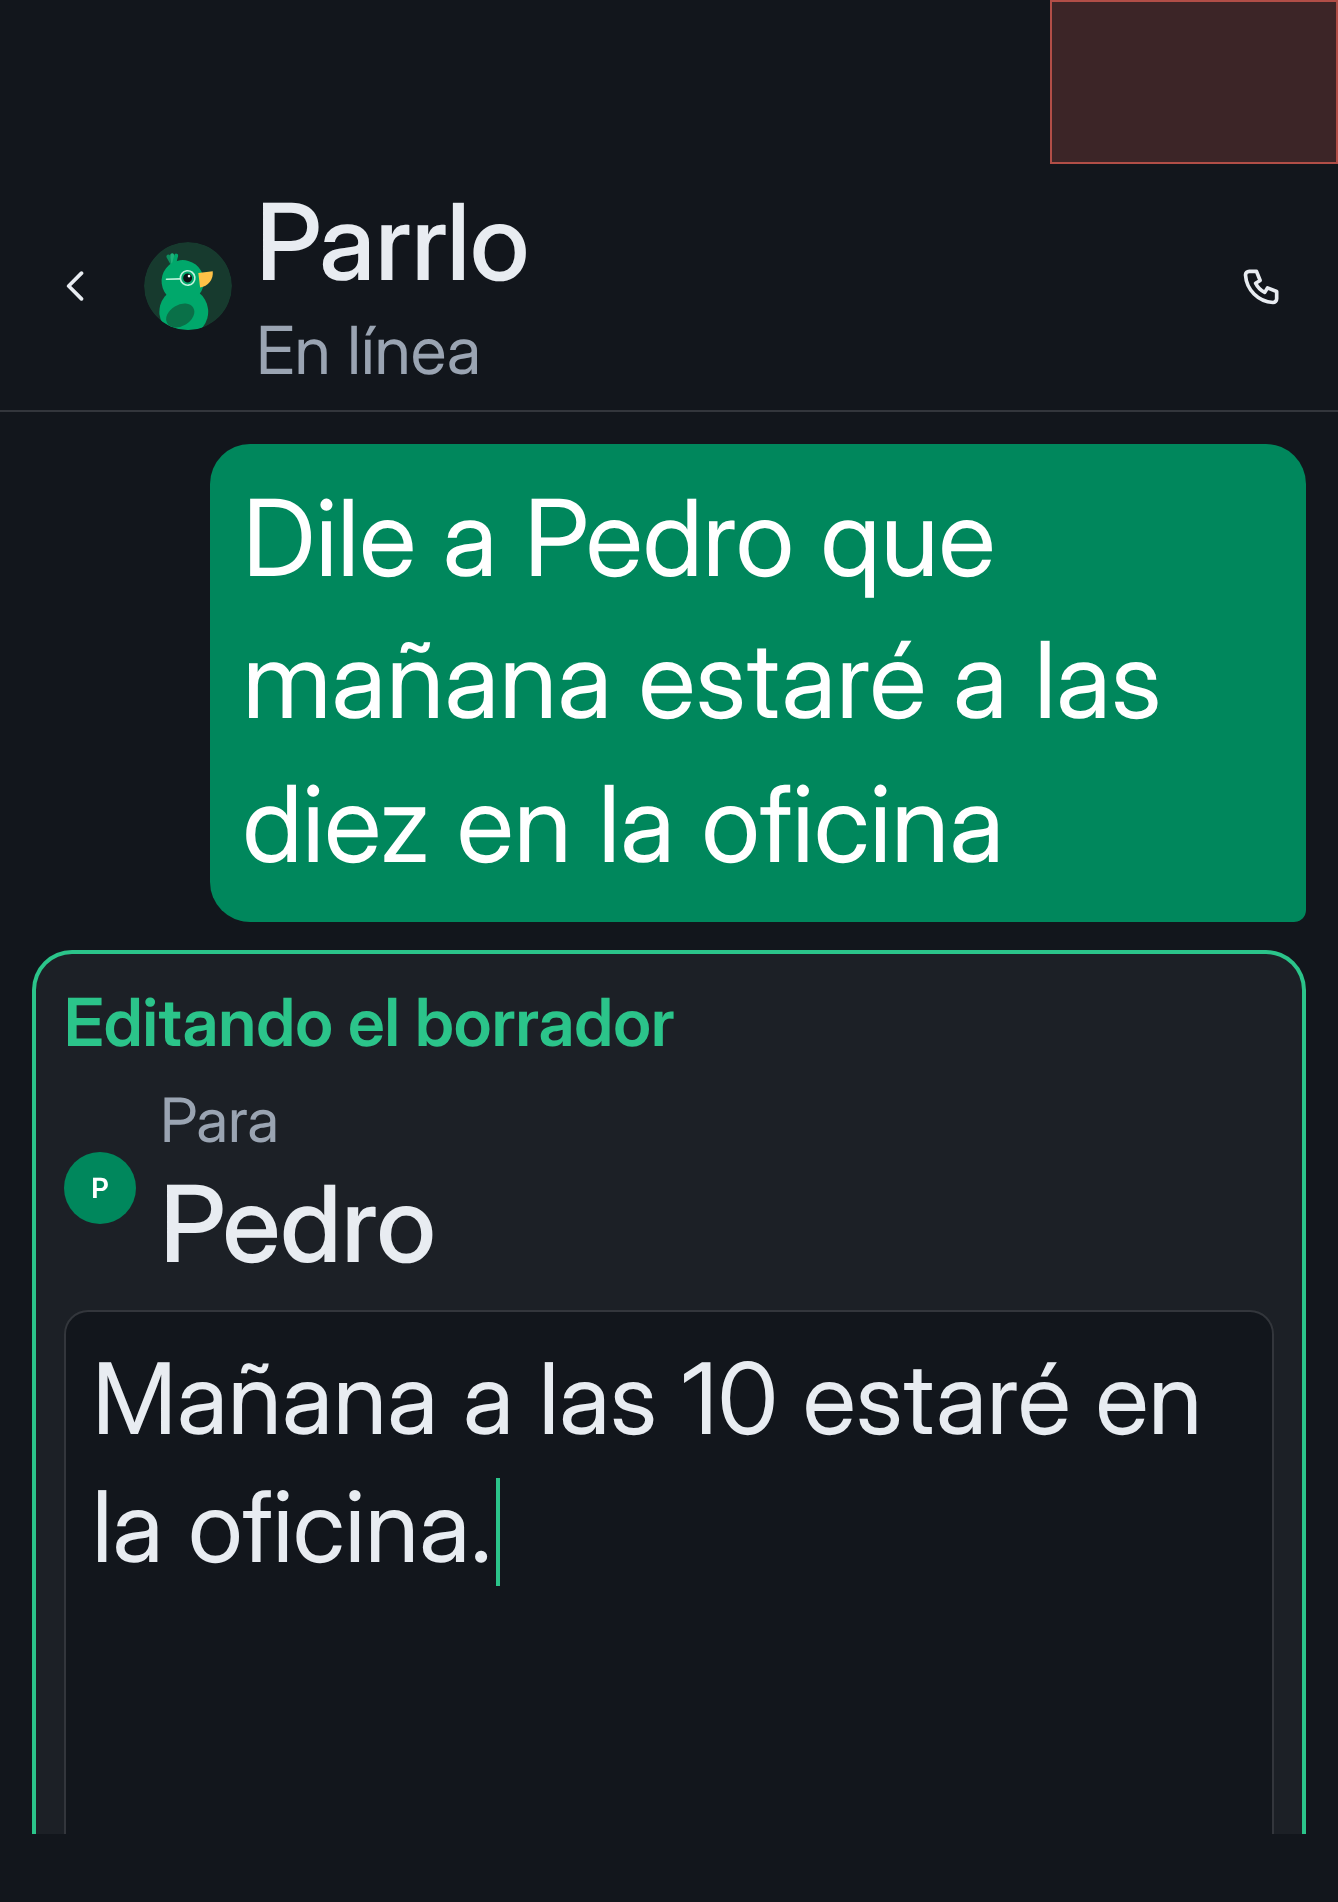 Parrlo
En línea
Dile a Pedro que
mañana estaré a las
diez en la oficina
Editando el borrador
Para
P
Pedro
Mañana a las 10 estaré en
la oficina.